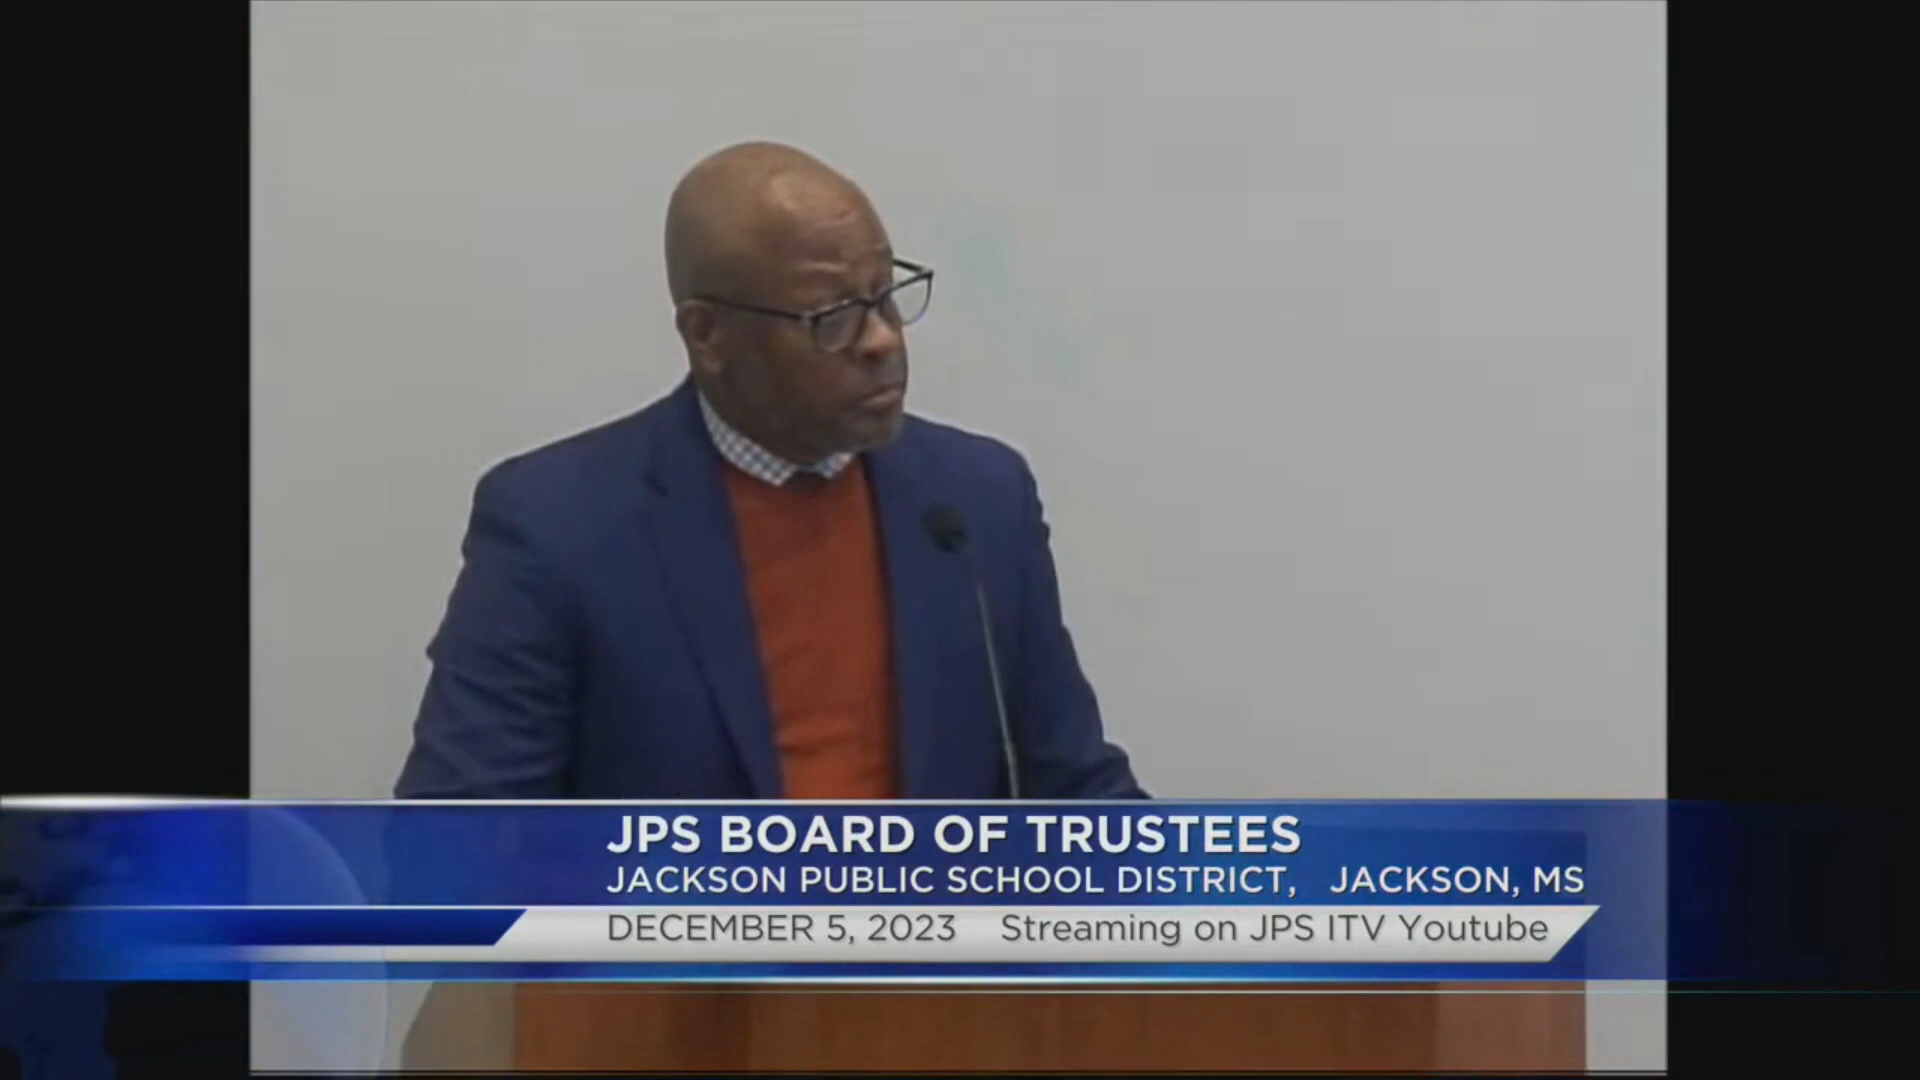 JPS BOARD OF TRUSTEES
JACKSON PUBLIC SCHOOL DISTRICT, JACKSON, MS
DECEMBER 5, 2023 Streaming on JPS ITV Youtube